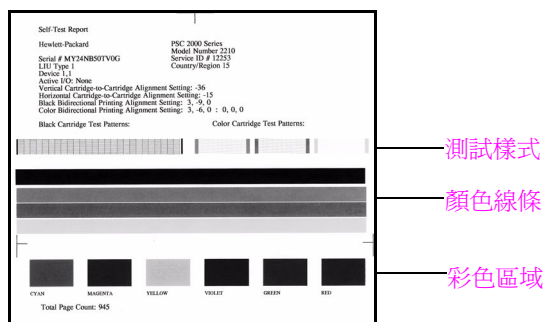 Self-Test Report
Hewlett-Packard
PSC 2000 Series
Model Number 2210
Serial # MY24NB50TV0G
Service ID # 12253
LIU Type 1
Country/Region 15
Device 1,1
Active I/O: None
Vertical Cartridge-to-Cartridge Alignment Setting: -36
Horizontal Cartridge-to-Cartridge Alignment Setting: -15
Black Bidirectional Printing Alignment Setting: 3, -9, 0
Color Bidirectional Printing Alignment Setting: 3, -6, 0 : 0, 0, 0
Black Cartridge Test Patterns:
Color Cartridge Test Patterns:
測試樣式
顏色線條
彩色區域
CYAN MAGENTA YELLOW VIOLET GREEN RED
Total Page Count: 945